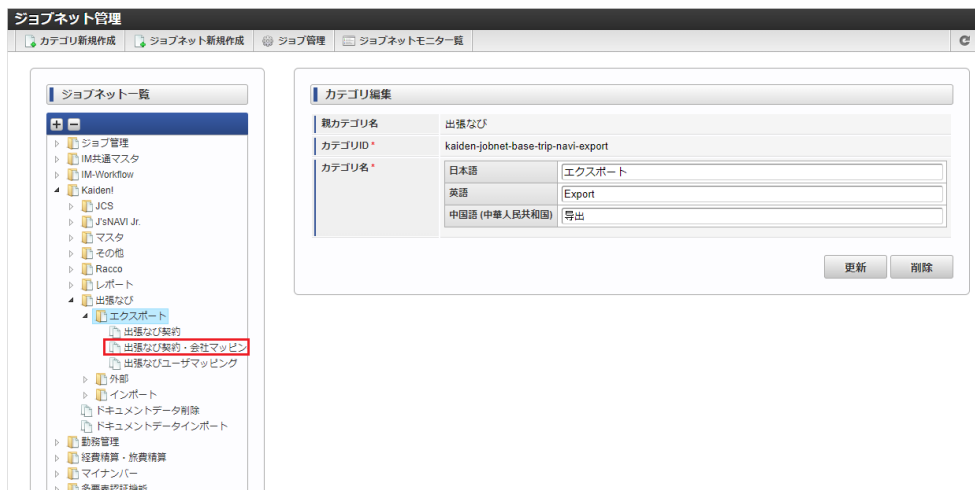 ジョブネット管理
カテゴリ新規作成 ジョブネット新規作成 ジョブ管理 ジョブネットモニタ一覧
ジョブネット一覧
ジョブ管理
IM共通マスタ
IM-Workflow
Kaiden!
JCS
J'sNAVI Jr.
マスタ
その他
Racco
レポート
出張なび
エクスポート
出張なび契約
出張なび契約・会社マッピン
出張なびユーザマッピング
外部
インポート
ドキュメントデータ削除
ドキュメントデータインポート
勤務管理
経費精算・旅費精算
マイナンバー
多要素認証機能
カテゴリ編集
親カテゴリ名 出張なび
カテゴリID * kaiden-jobnet-base-trip-navi-export
カテゴリ名 *
日本語 エクスポート
英語 Export
中国語 (中華人民共和国) 导出
更新 削除